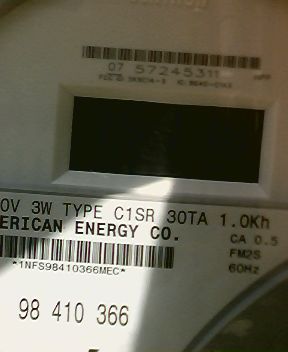 07 57245311
0V 3W TYPE C1SR 30TA 1.0Kh
ERICAN ENERGY CO.
CA 0.5
FM2S
*1NFS98410366MEC*
60Hz
98 410 366